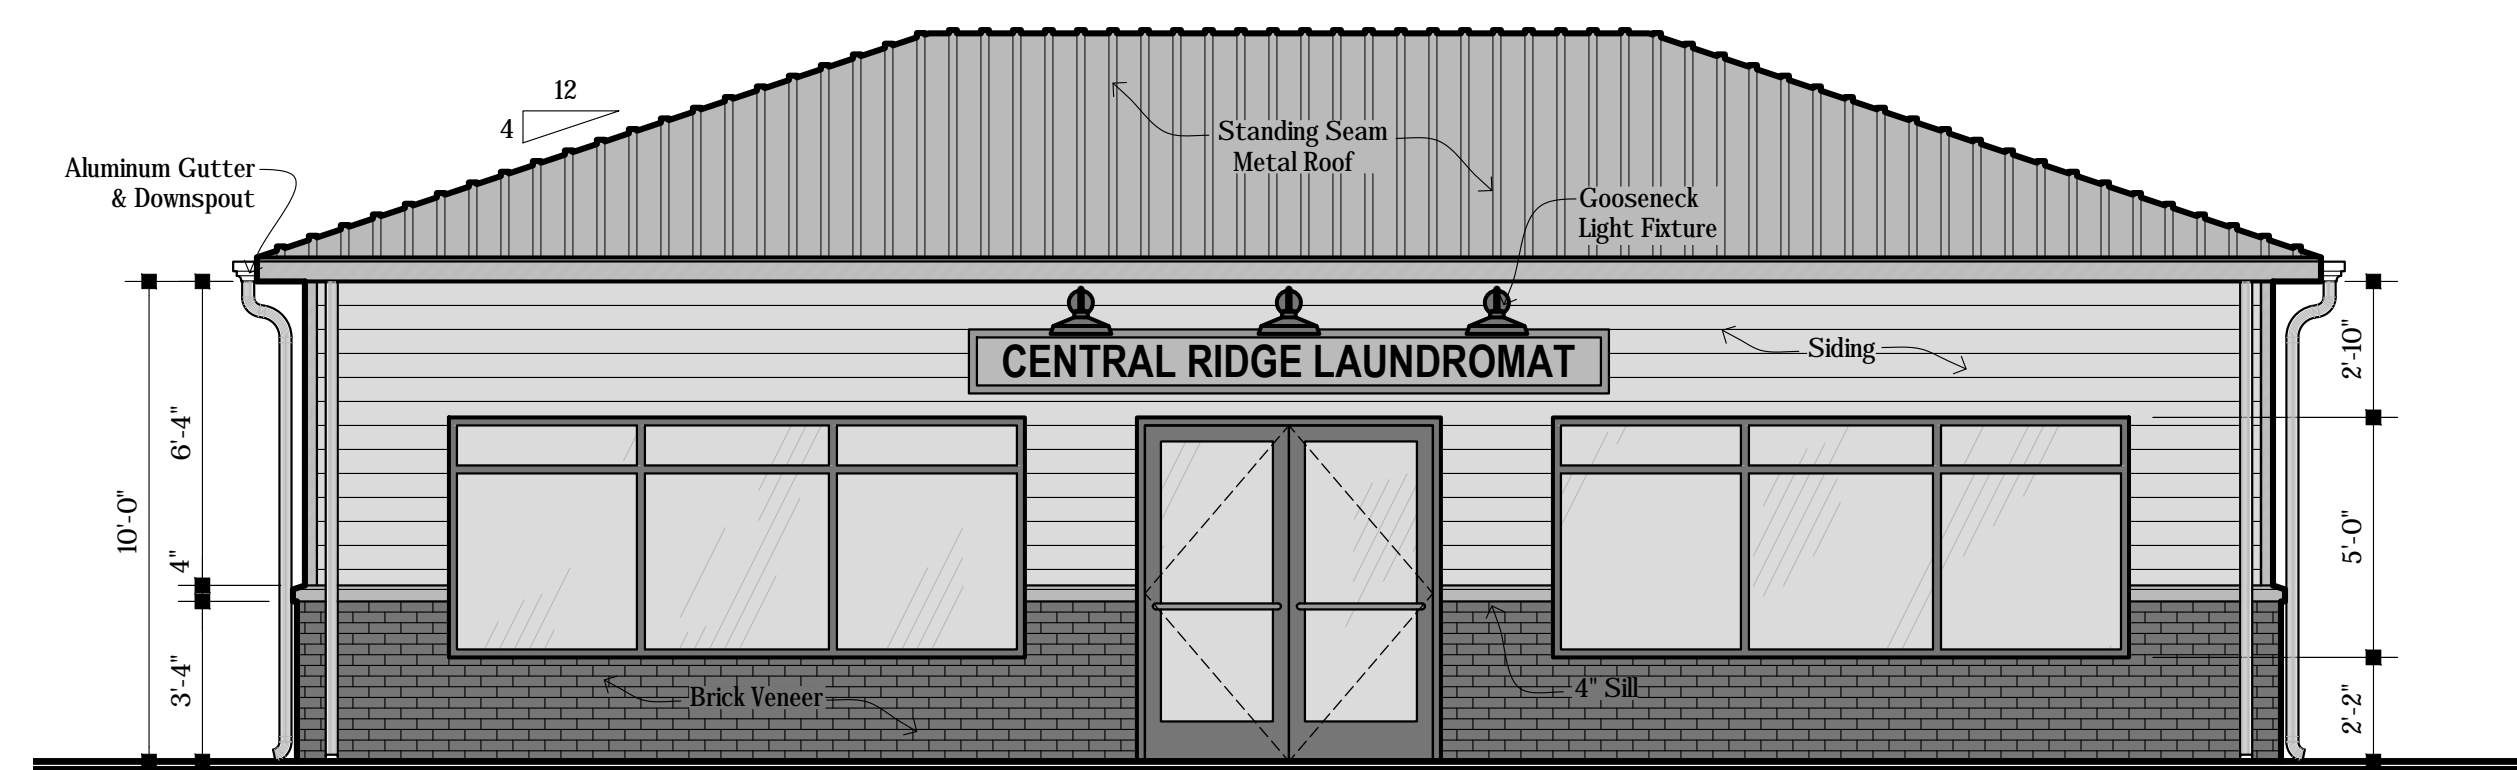 12
4
Standing Seam
Metal Roof
Aluminum Gutter
& Downspout
Gooseneck
Light Fixture
CENTRAL RIDGE LAUNDROMAT
Siding
2'-10"
6'-4"
10'-0"
4"
5'-0"
3'-4"
Brick Veneer
4" Sill
2'-2"